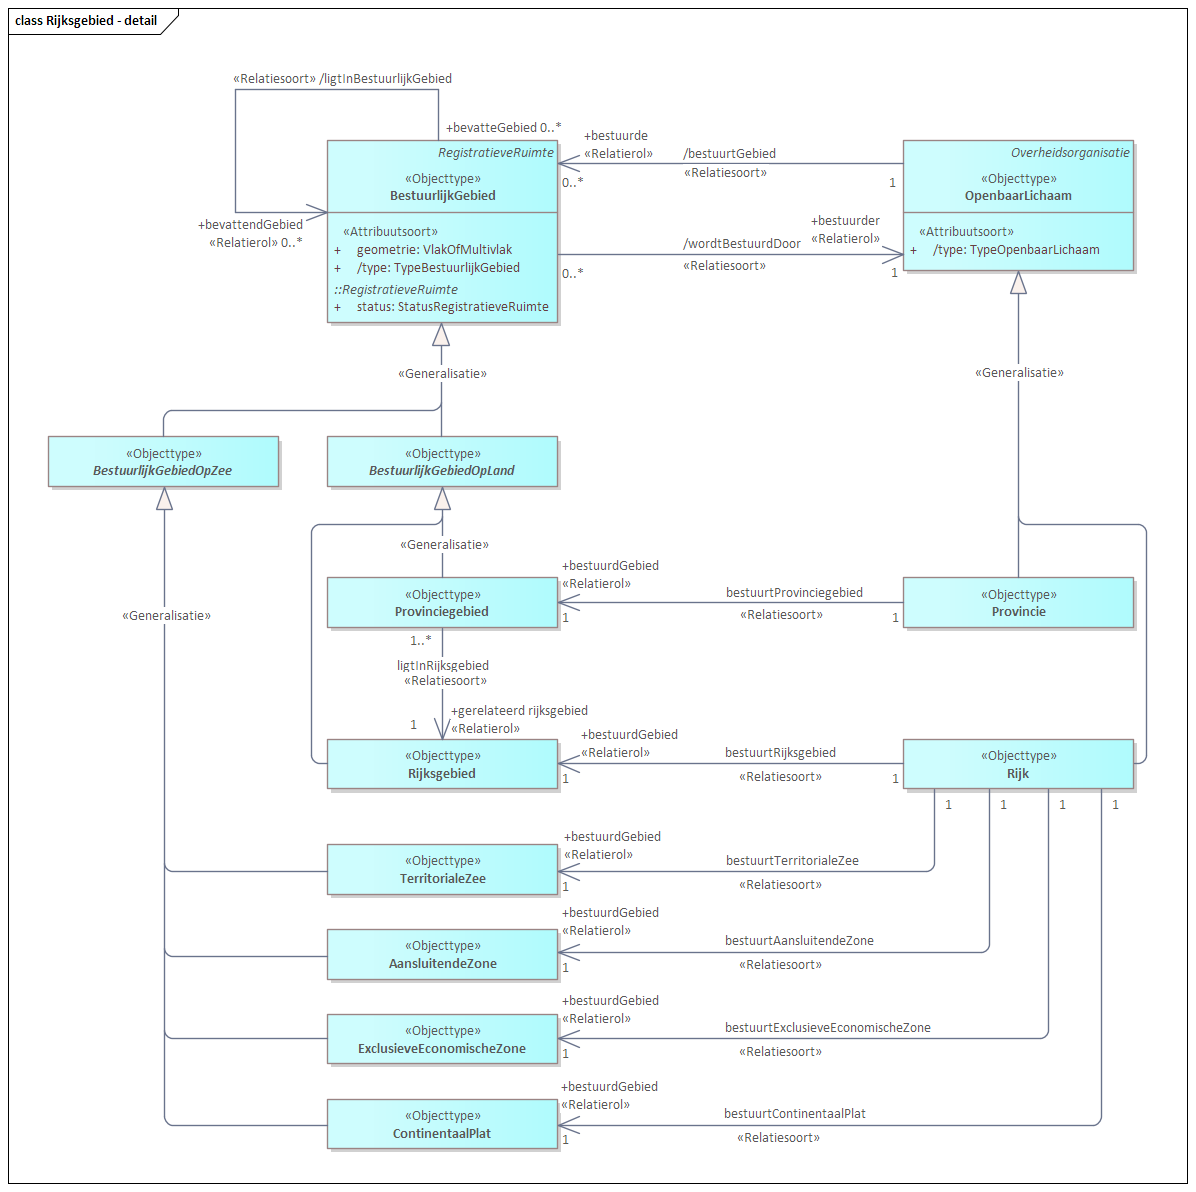 class Rijksgebied - detail
«Relatiesoort» /ligtInBestuurlijkGebied
+bevatteGebied 0..*
+bevattendGebied
«Relatierol» 0..*
RegistratieveRuimte
«Objecttype»
BestuurlijkGebied
«Attribuutsoort»
+ geometrie: VlakOfMultivlak
+ /type: TypeBestuurlijkGebied
::RegistratieveRuimte
+ status: StatusRegistratieveRuimte
+bestuurde
«Relatierol»
/bestuurtGebied
0..*
«Relatiesoort»
1
+bestuurder
«Relatierol»
/wordtBestuurdDoor
0..*
«Relatiesoort»
1
Overheidsorganisatie
«Objecttype»
OpenbaarLichaam
«Attribuutsoort»
+ /type: TypeOpenbaarLichaam
«Generalisatie»
«Generalisatie»
«Objecttype»
BestuurlijkGebiedOpZee
«Objecttype»
BestuurlijkGebiedOpLand
«Generalisatie»
«Generalisatie»
«Objecttype»
Provinciegebied
+bestuurdGebied
«Relatierol»
bestuurtProvinciegebied
1
«Relatiesoort»
1
«Objecttype»
Provincie
1..*
ligtInRijksgebied
«Relatiesoort»
+gerelateerd rijksgebied
1
«Relatierol»
«Objecttype»
Rijksgebied
+bestuurdGebied
«Relatierol»
bestuurtRijksgebied
1
«Relatiesoort»
1
«Objecttype»
Rijk
1
1
1
1
«Objecttype»
TerritorialeZee
+bestuurdGebied
«Relatierol»
bestuurtTerritorialeZee
1
«Relatiesoort»
«Objecttype»
AansluitendeZone
+bestuurdGebied
«Relatierol»
bestuurtAansluitendeZone
1
«Relatiesoort»
«Objecttype»
ExclusieveEconomischeZone
+bestuurdGebied
«Relatierol»
bestuurtExclusieveEconomischeZone
1
«Relatiesoort»
«Objecttype»
ContinentaalPlat
+bestuurdGebied
«Relatierol»
bestuurtContinentaalPlat
1
«Relatiesoort»